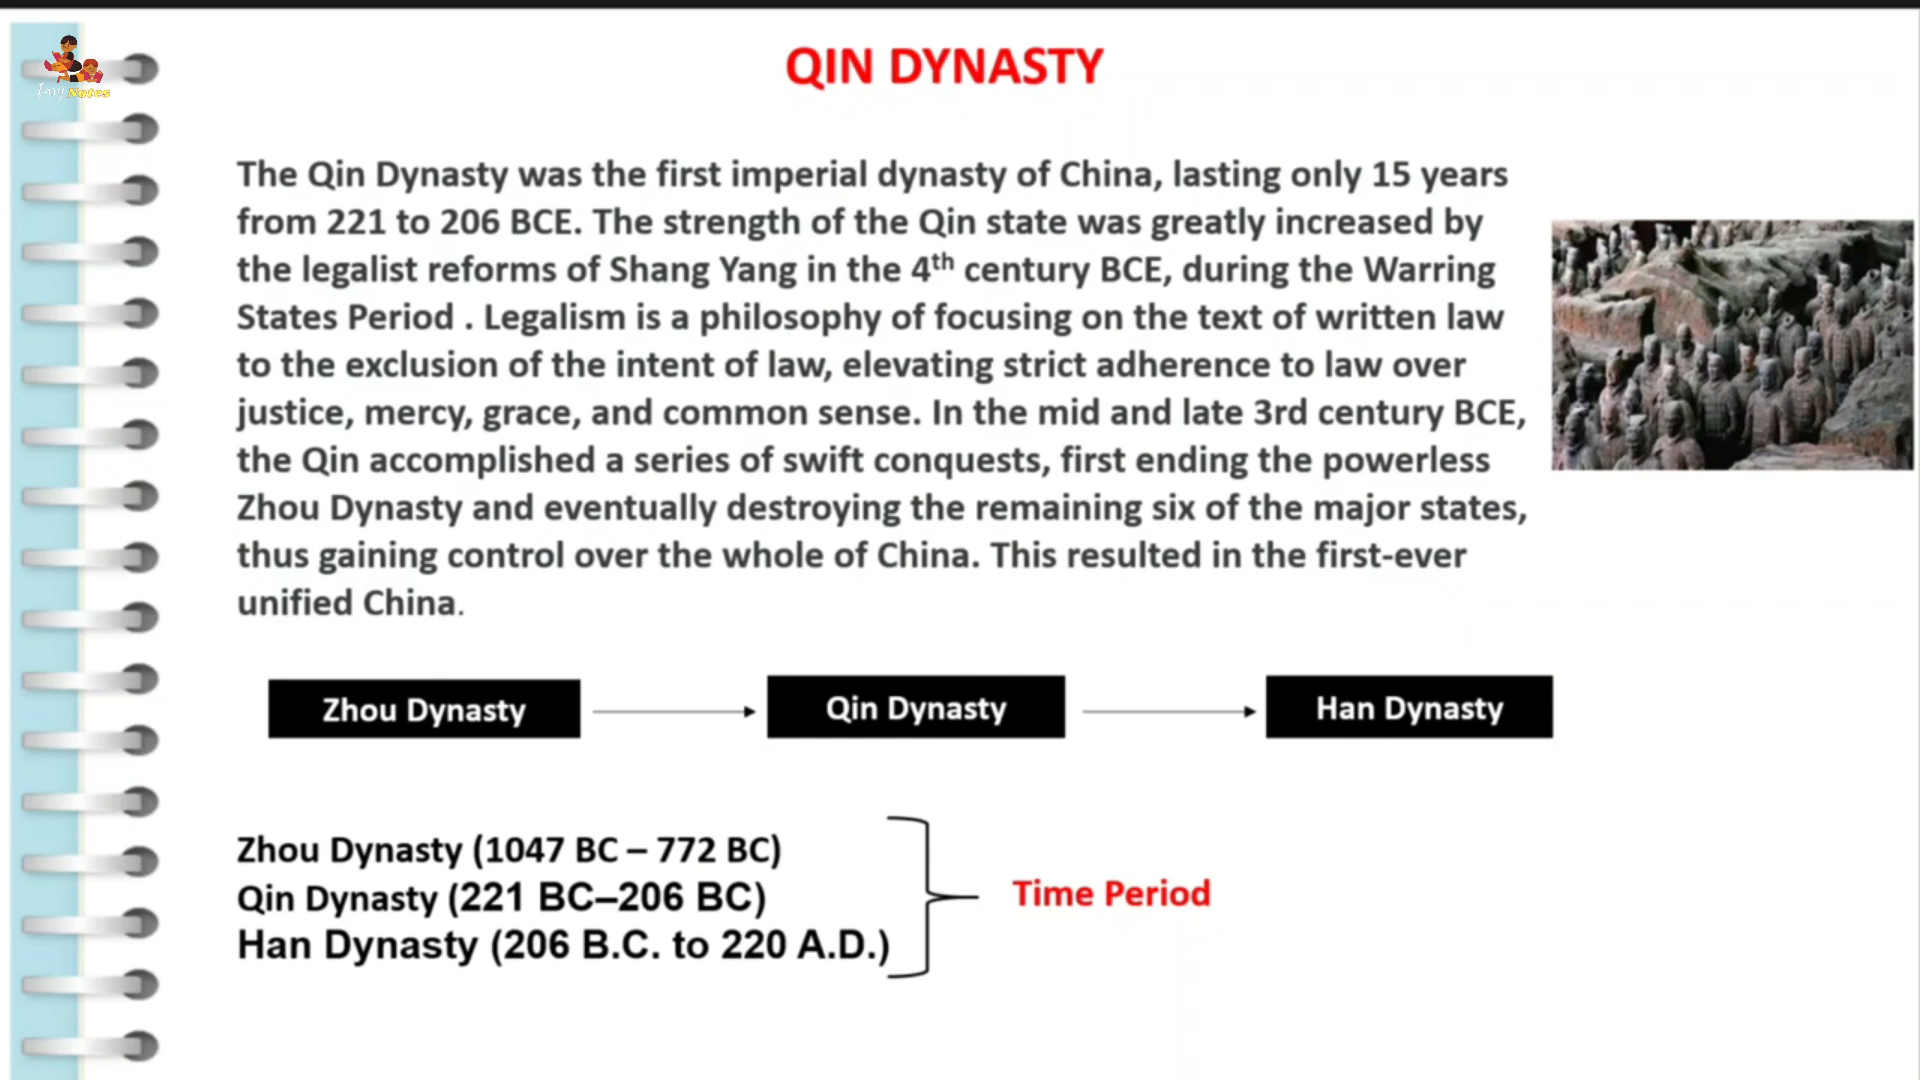 Easy Notes
QIN DYNASTY
The Qin Dynasty was the first imperial dynasty of China, lasting only 15 years
from 221 to 206 BCE. The strength of the Qin state was greatly increased by
the legalist reforms of Shang Yang in the 4th century BCE, during the Warring
States Period . Legalism is a philosophy of focusing on the text of written law
to the exclusion of the intent of law, elevating strict adherence to law over
justice, mercy, grace, and common sense. In the mid and late 3rd century BCE,
the Qin accomplished a series of swift conquests, first ending the powerless
Zhou Dynasty and eventually destroying the remaining six of the major states,
thus gaining control over the whole of China. This resulted in the first-ever
unified China.
Zhou Dynasty
Qin Dynasty
Han Dynasty
Zhou Dynasty (1047 BC – 772 BC)
Qin Dynasty (221 BC–206 BC)
Han Dynasty (206 B.C. to 220 A.D.)
Time Period